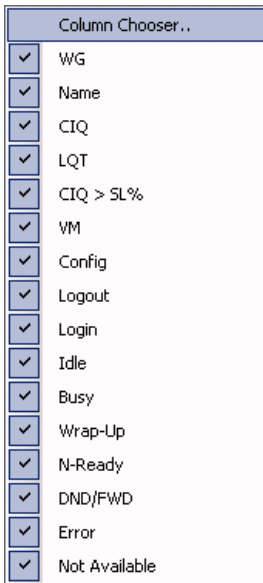 Column Chooser..
WG
Name
CIQ
LQT
CIQ > SL%
VM
Config
Logout
Login
Idle
Busy
Wrap-Up
N-Ready
DND/FWD
Error
Not Available